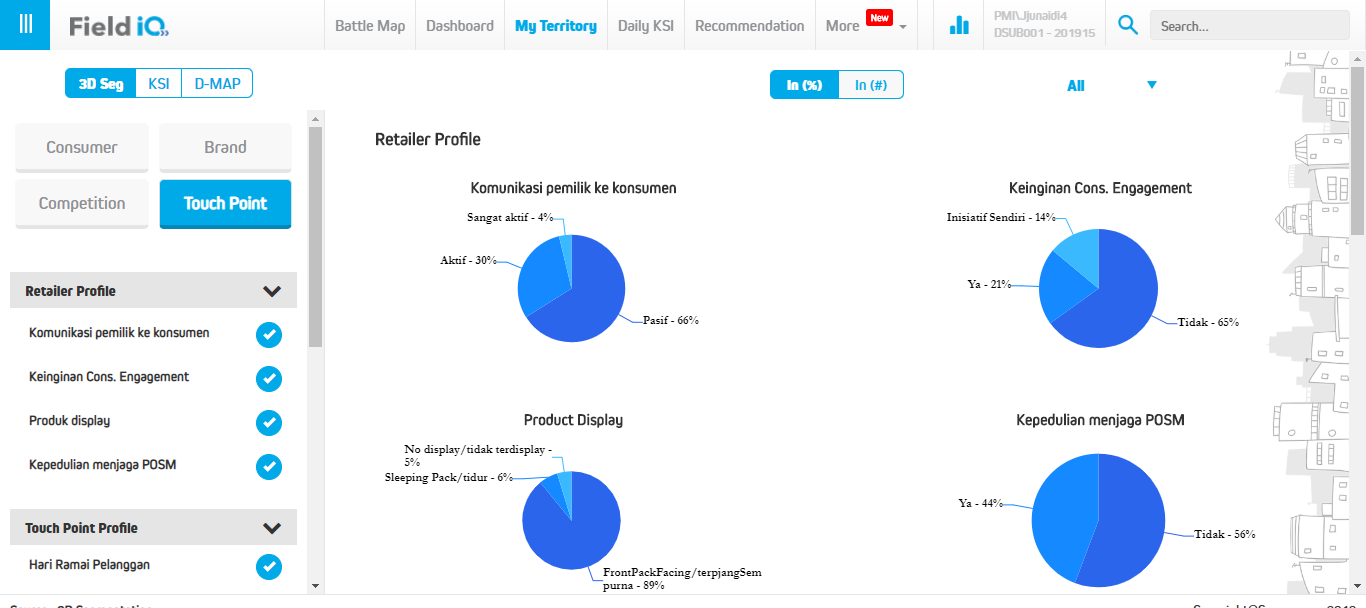 Field iQ
Battle Map
Dashboard
My Territory
Daily KSI
Recommendation
More
New
PMI\Jjunaidi4
DSUB001 - 201915
Search...
3D Seg
KSI
D-MAP
In (%)
In (#)
All
Consumer
Brand
Competition
Touch Point
Retailer Profile
Komunikasi pemilik ke konsumen
Keinginan Cons. Engagement
Produk display
Kepedulian menjaga POSM
Touch Point Profile
Hari Ramai Pelanggan
Retailer Profile
Komunikasi pemilik ke konsumen
Sangat aktif - 4%
Aktif - 30%
Pasif - 66%
Keinginan Cons. Engagement
Inisiatif Sendiri - 14%
Ya - 21%
Tidak - 65%
Product Display
No display/tidak terdisplay -
5%
Sleeping Pack/tidur - 6%
FrontPackFacing/terpjangSem
purna - 89%
Kepedulian menjaga POSM
Ya - 44%
Tidak - 56%